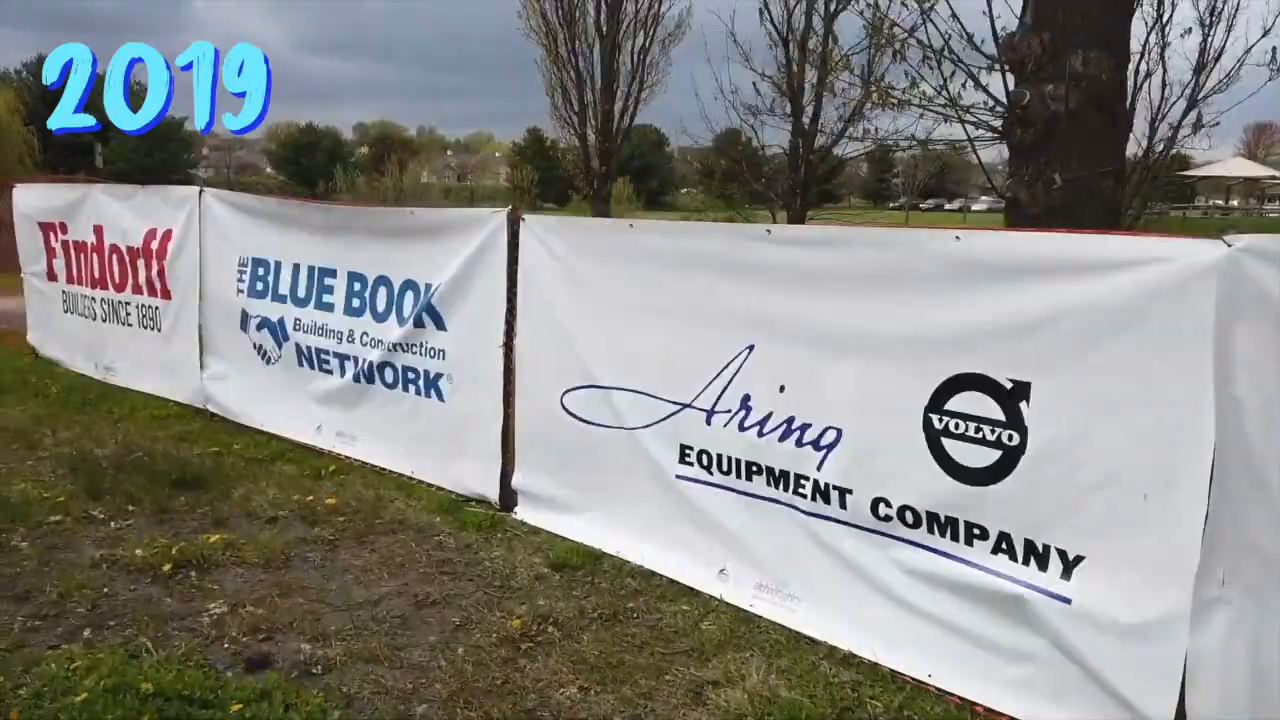 2019
Findorff
BUILDERS SINCE 1890
THE BLUE BOOK
Building & Construction
NETWORK®
Aring
EQUIPMENT COMPANY
VOLVO